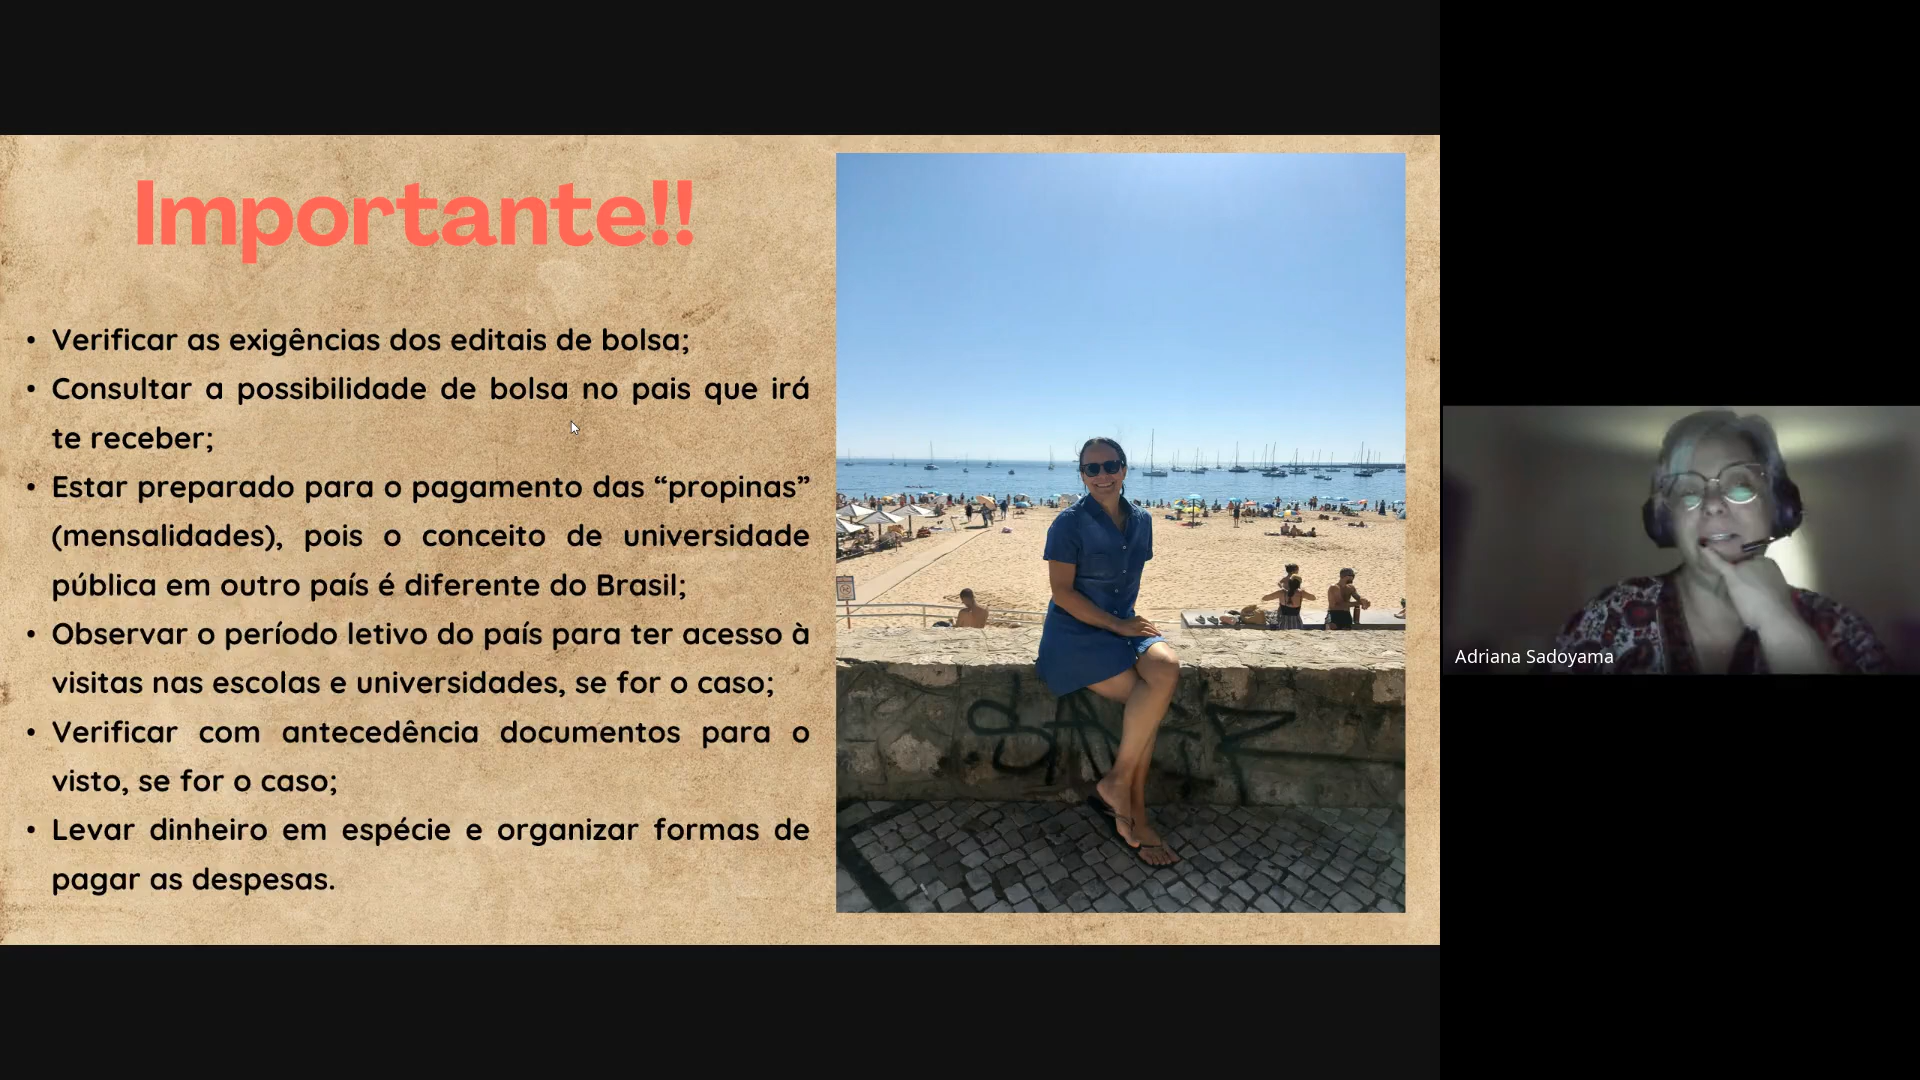 Importante!!
• Verificar as exigências dos editais de bolsa;
• Consultar a possibilidade de bolsa no pais que irá
te receber;
• Estar preparado para o pagamento das “propinas”
(mensalidades), pois o conceito de universidade
pública em outro país é diferente do Brasil;
• Observar o período letivo do país para ter acesso à
visitas nas escolas e universidades, se for o caso;
• Verificar com antecedência documentos para o
visto, se for o caso;
• Levar dinheiro em espécie e organizar formas de
pagar as despesas.
Adriana Sadoyama